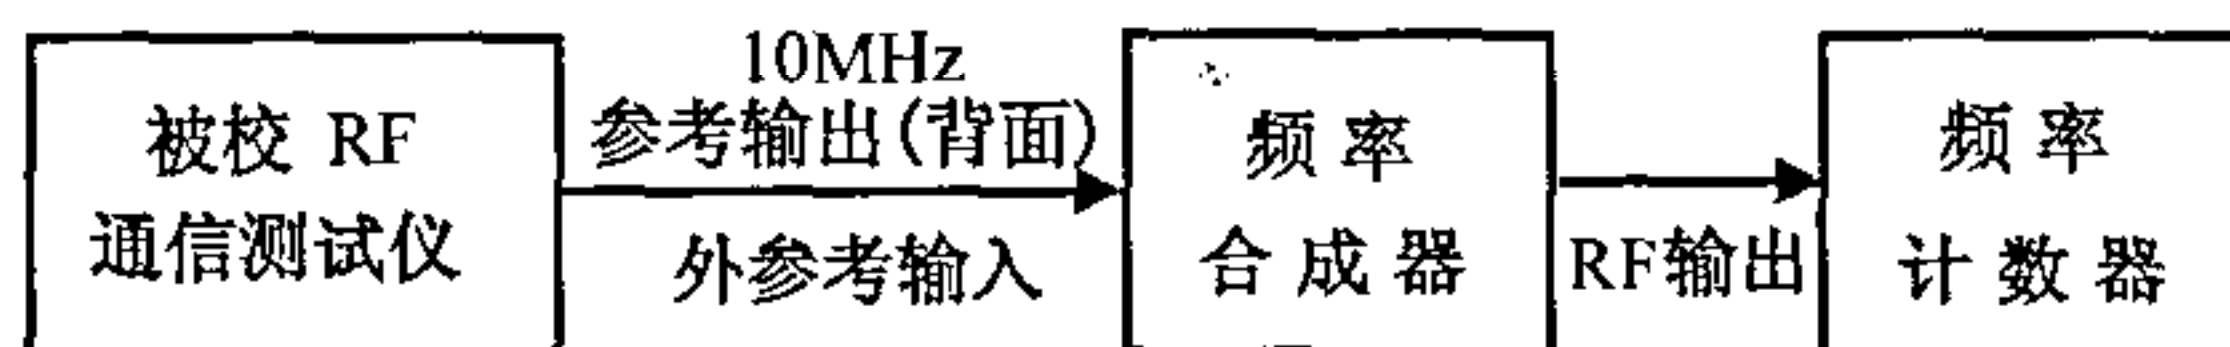 被校 RF
通信测试仪
10MHz
参考输出(背面)
外参考输入
频率
合成器
RF输出
频率
计数器